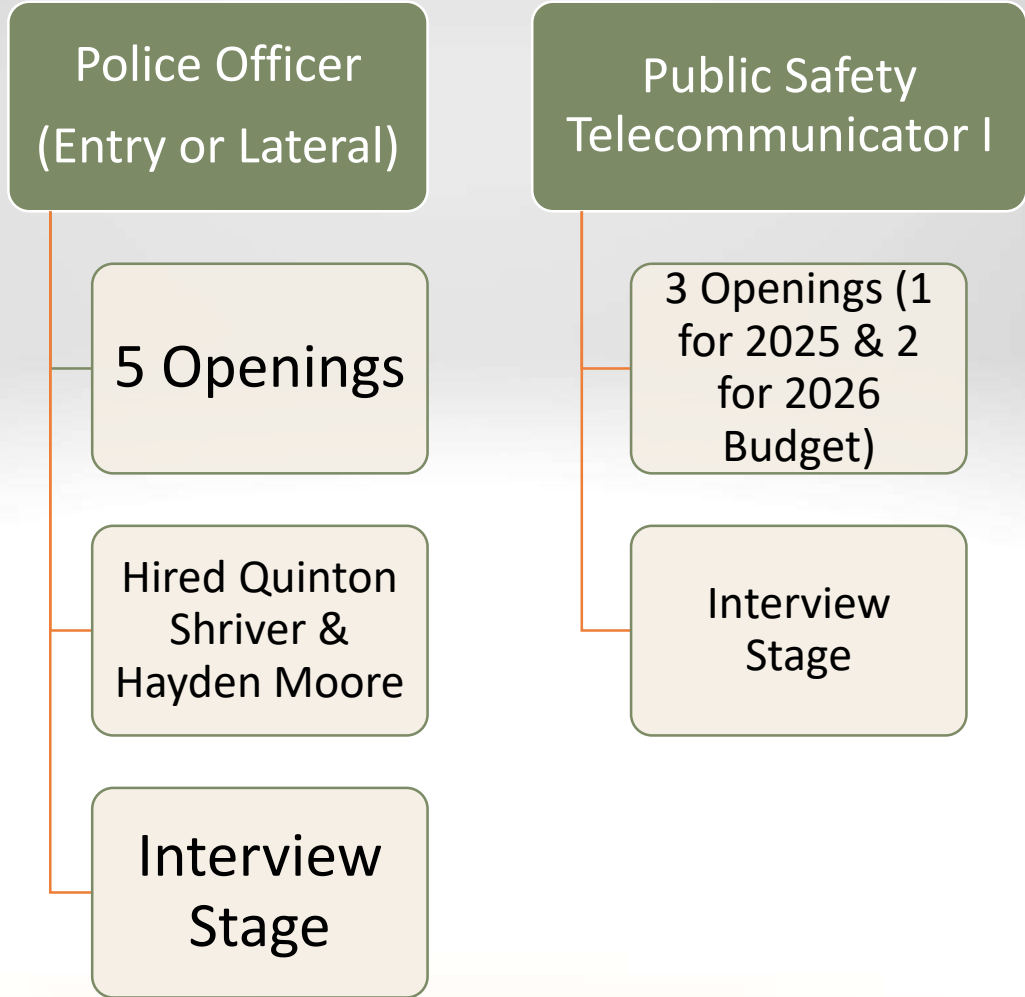 Police Officer
(Entry or Lateral)
5 Openings
Hired Quinton
Shriver &
Hayden Moore
Interview
Stage
Public Safety
Telecommunicator I
3 Openings (1
for 2025 & 2
for 2026
Budget)
Interview
Stage